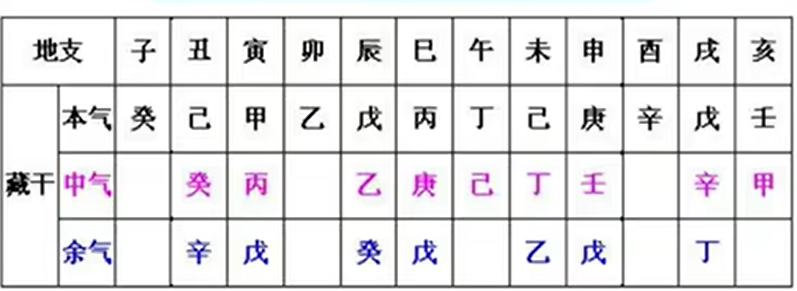 地支 子 丑 寅 卯 辰 巳 午 未 申 酉 戌 亥
藏干
本气 癸 己 甲 乙 戊 丙 丁 己 庚 辛 戊 壬
中气 癸 丙 乙 庚 己 丁 壬 辛 甲
余气 辛 戊 癸 戊 乙 戊 丁